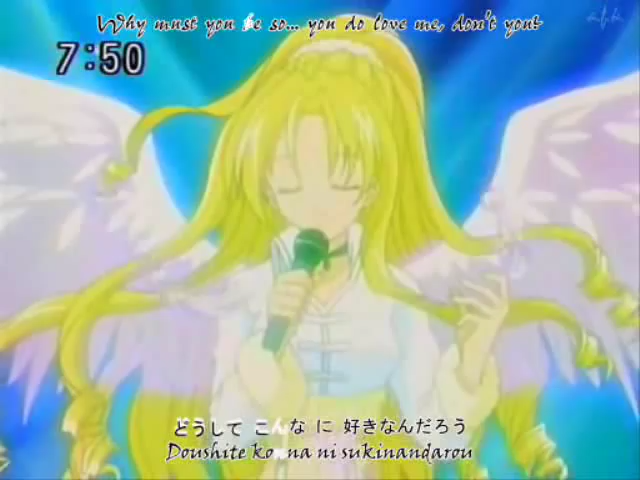 Why must you be so... you do love me, don't you?
7:50
どうして こんな に 好きなんだろう
Doushite konna ni sukinandarou